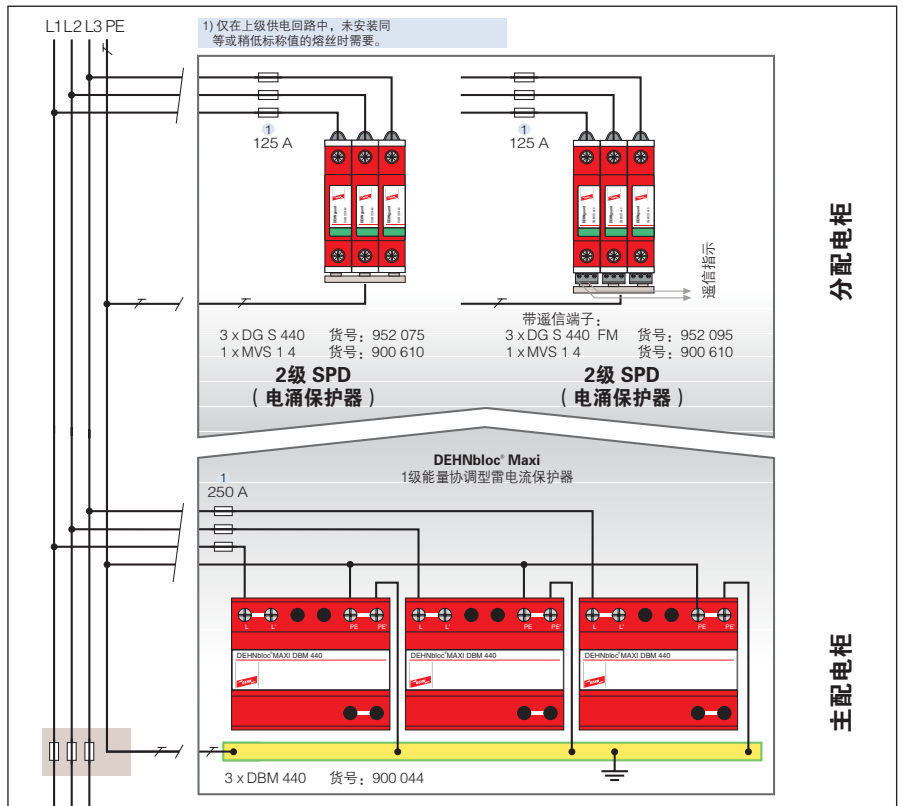 L1 L2 L3 PE
1) 仅在上级供电回路中，未安装同
等或稍低标称值的熔丝时需要。
1
125 A
1
125 A
遥信指示
分配电柜
3 x DG S 440 货号：952 075
1 x MVS 1 4 货号：900 610
2级 SPD
（电涌保护器）
带遥信端子：
3 x DG S 440 FM 货号：952 095
1 x MVS 1 4 货号：900 610
2级 SPD
（电涌保护器）
DEHNbloc® Maxi
1级能量协调型雷电流保护器
1
250 A
L L' PE PE'
L L' PE PE'
L L' PE PE'
DEHNbloc®MAXI DBM 440
DEHNbloc®MAXI DBM 440
DEHNbloc®MAXI DBM 440
主配电柜
3 x DBM 440 货号：900 044